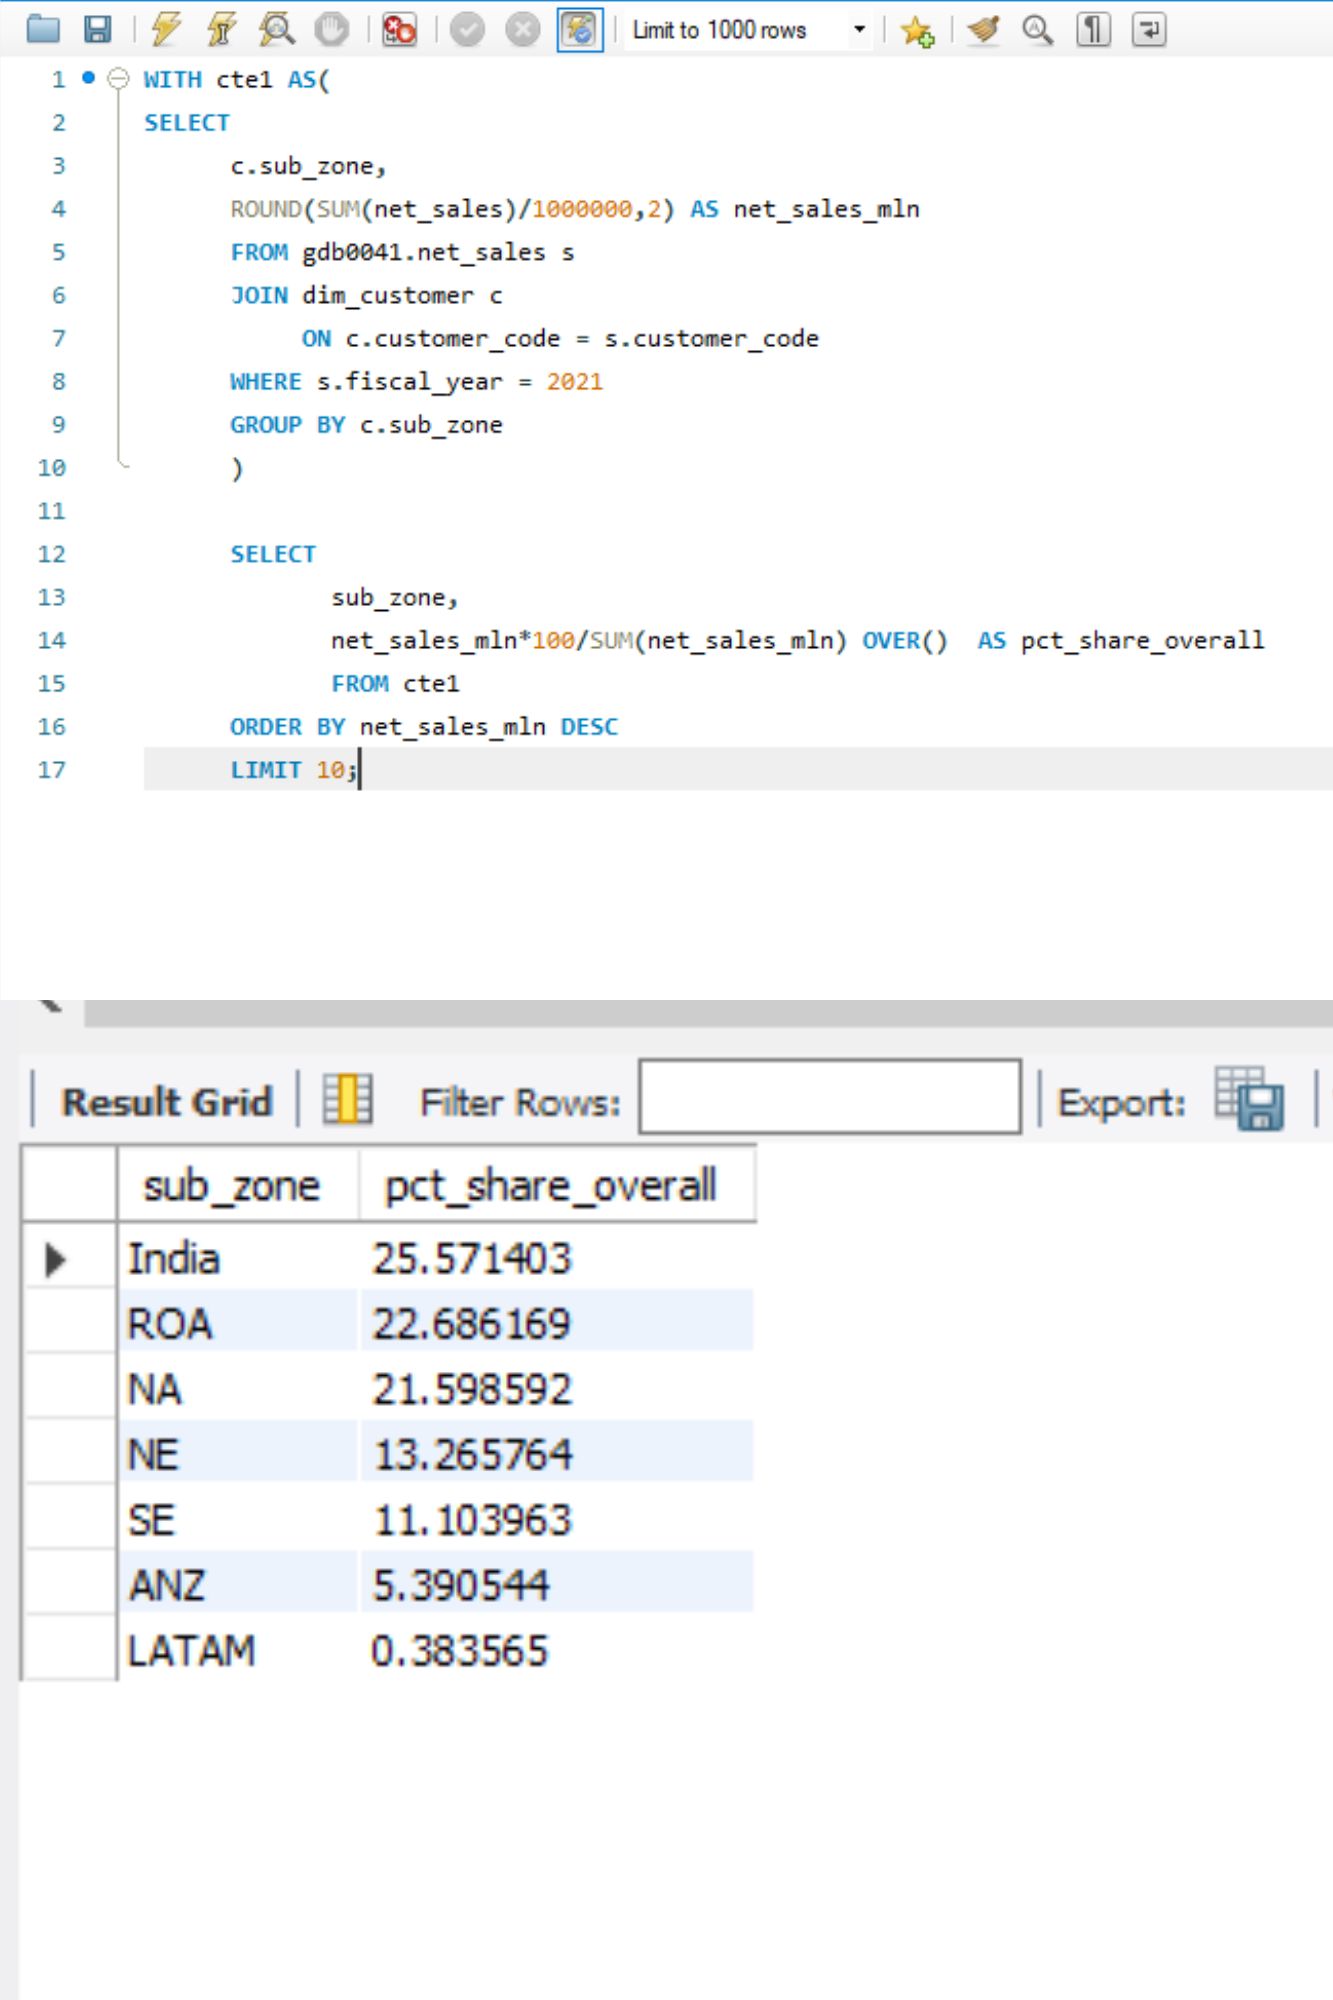 Limit to 1000 rows
1 WITH cte1 AS(
2 SELECT
3 c.sub_zone,
4 ROUND(SUM(net_sales)/1000000,2) AS net_sales_mln
5 FROM gdb0041.net_sales s
6 JOIN dim_customer c
7 ON c.customer_code = s.customer_code
8 WHERE s.fiscal_year = 2021
9 GROUP BY c.sub_zone
10 )
11
12 SELECT
13 sub_zone,
14 net_sales_mln*100/SUM(net_sales_mln) OVER()  AS pct_share_overall
15 FROM cte1
16 ORDER BY net_sales_mln DESC
17 LIMIT 10;
Result Grid Filter Rows: Export:
sub_zone pct_share_overall
India 25.571403
ROA 22.686169
NA 21.598592
NE 13.265764
SE 11.103963
ANZ 5.390544
LATAM 0.383565